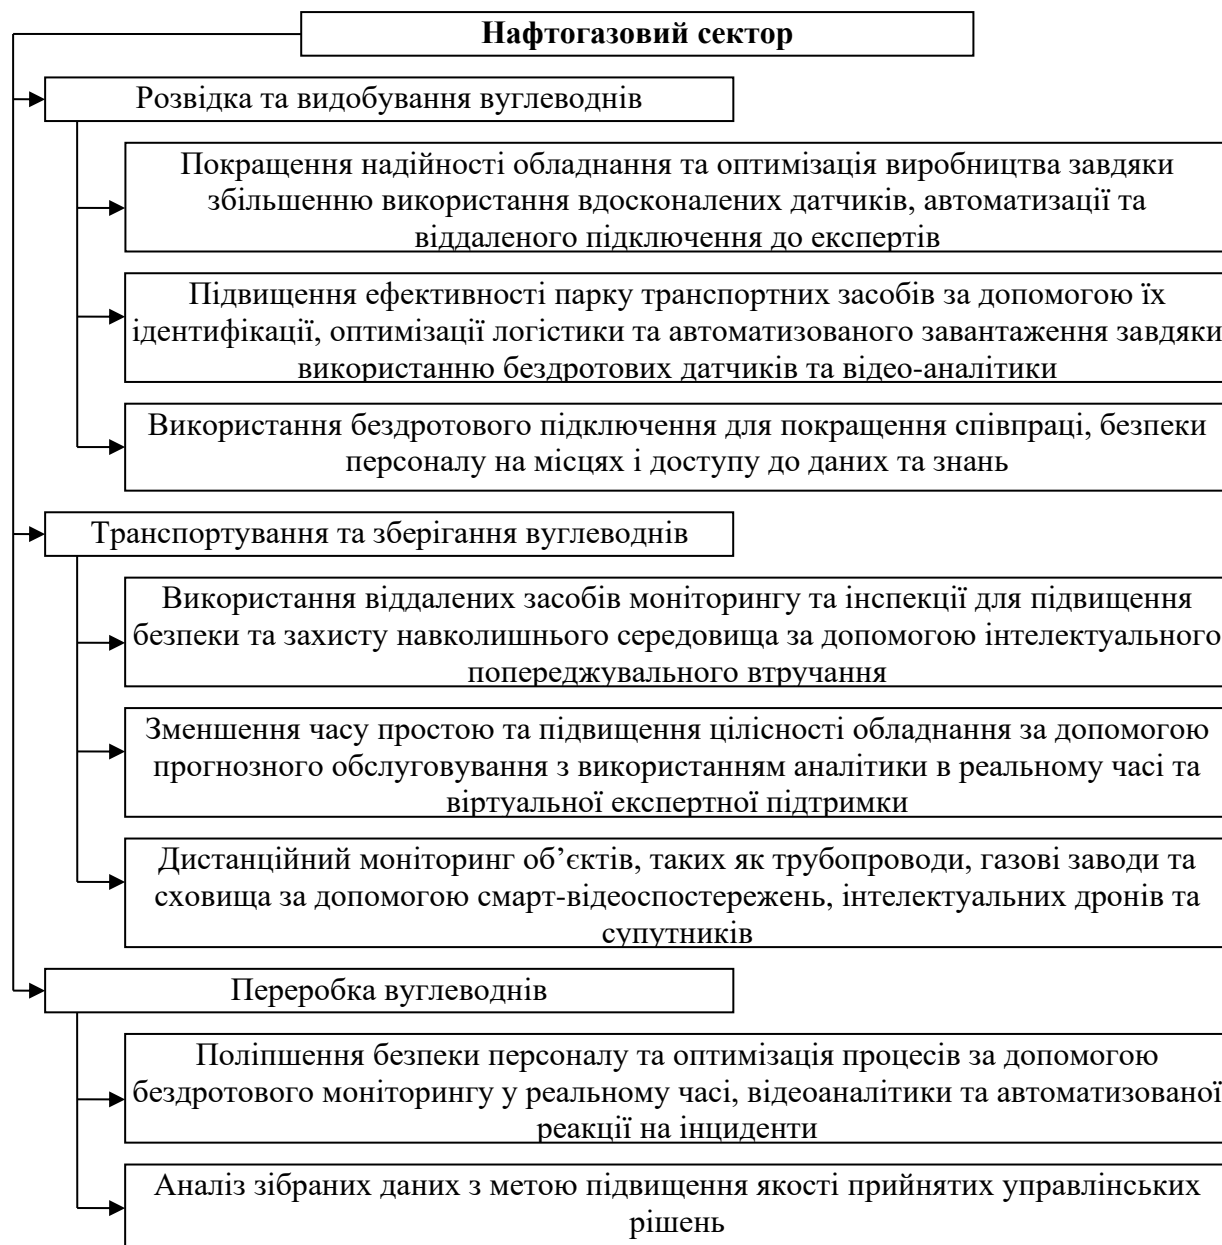 Нафтогазовий сектор
Розвідка та видобування вуглеводнів
Покращення надійності обладнання та оптимізація виробництва завдяки
збільшенню використання вдосконалених датчиків, автоматизації та
віддаленого підключення до експертів
Підвищення ефективності парку транспортних засобів за допомогою їх
ідентифікації, оптимізації логістики та автоматизованого завантаження завдяки
використанню бездротових датчиків та відео-аналітики
Використання бездротового підключення для покращення співпраці, безпеки
персоналу на місцях і доступу до даних та знань
Транспортування та зберігання вуглеводнів
Використання віддалених засобів моніторингу та інспекції для підвищення
безпеки та захисту навколишнього середовища за допомогою інтелектуального
попереджувального втручання
Зменшення часу простою та підвищення цілісності обладнання за допомогою
прогнозного обслуговування з використанням аналітики в реальному часі та
віртуальної експертної підтримки
Дистанційний моніторинг об’єктів, таких як трубопроводи, газові заводи та
сховища за допомогою смарт-відеоспостережень, інтелектуальних дронів та
супутників
Переробка вуглеводнів
Поліпшення безпеки персоналу та оптимізація процесів за допомогою
бездротового моніторингу у реальному часі, відеоаналітики та автоматизованої
реакції на інциденти
Аналіз зібраних даних з метою підвищення якості прийнятих управлінських
рішень